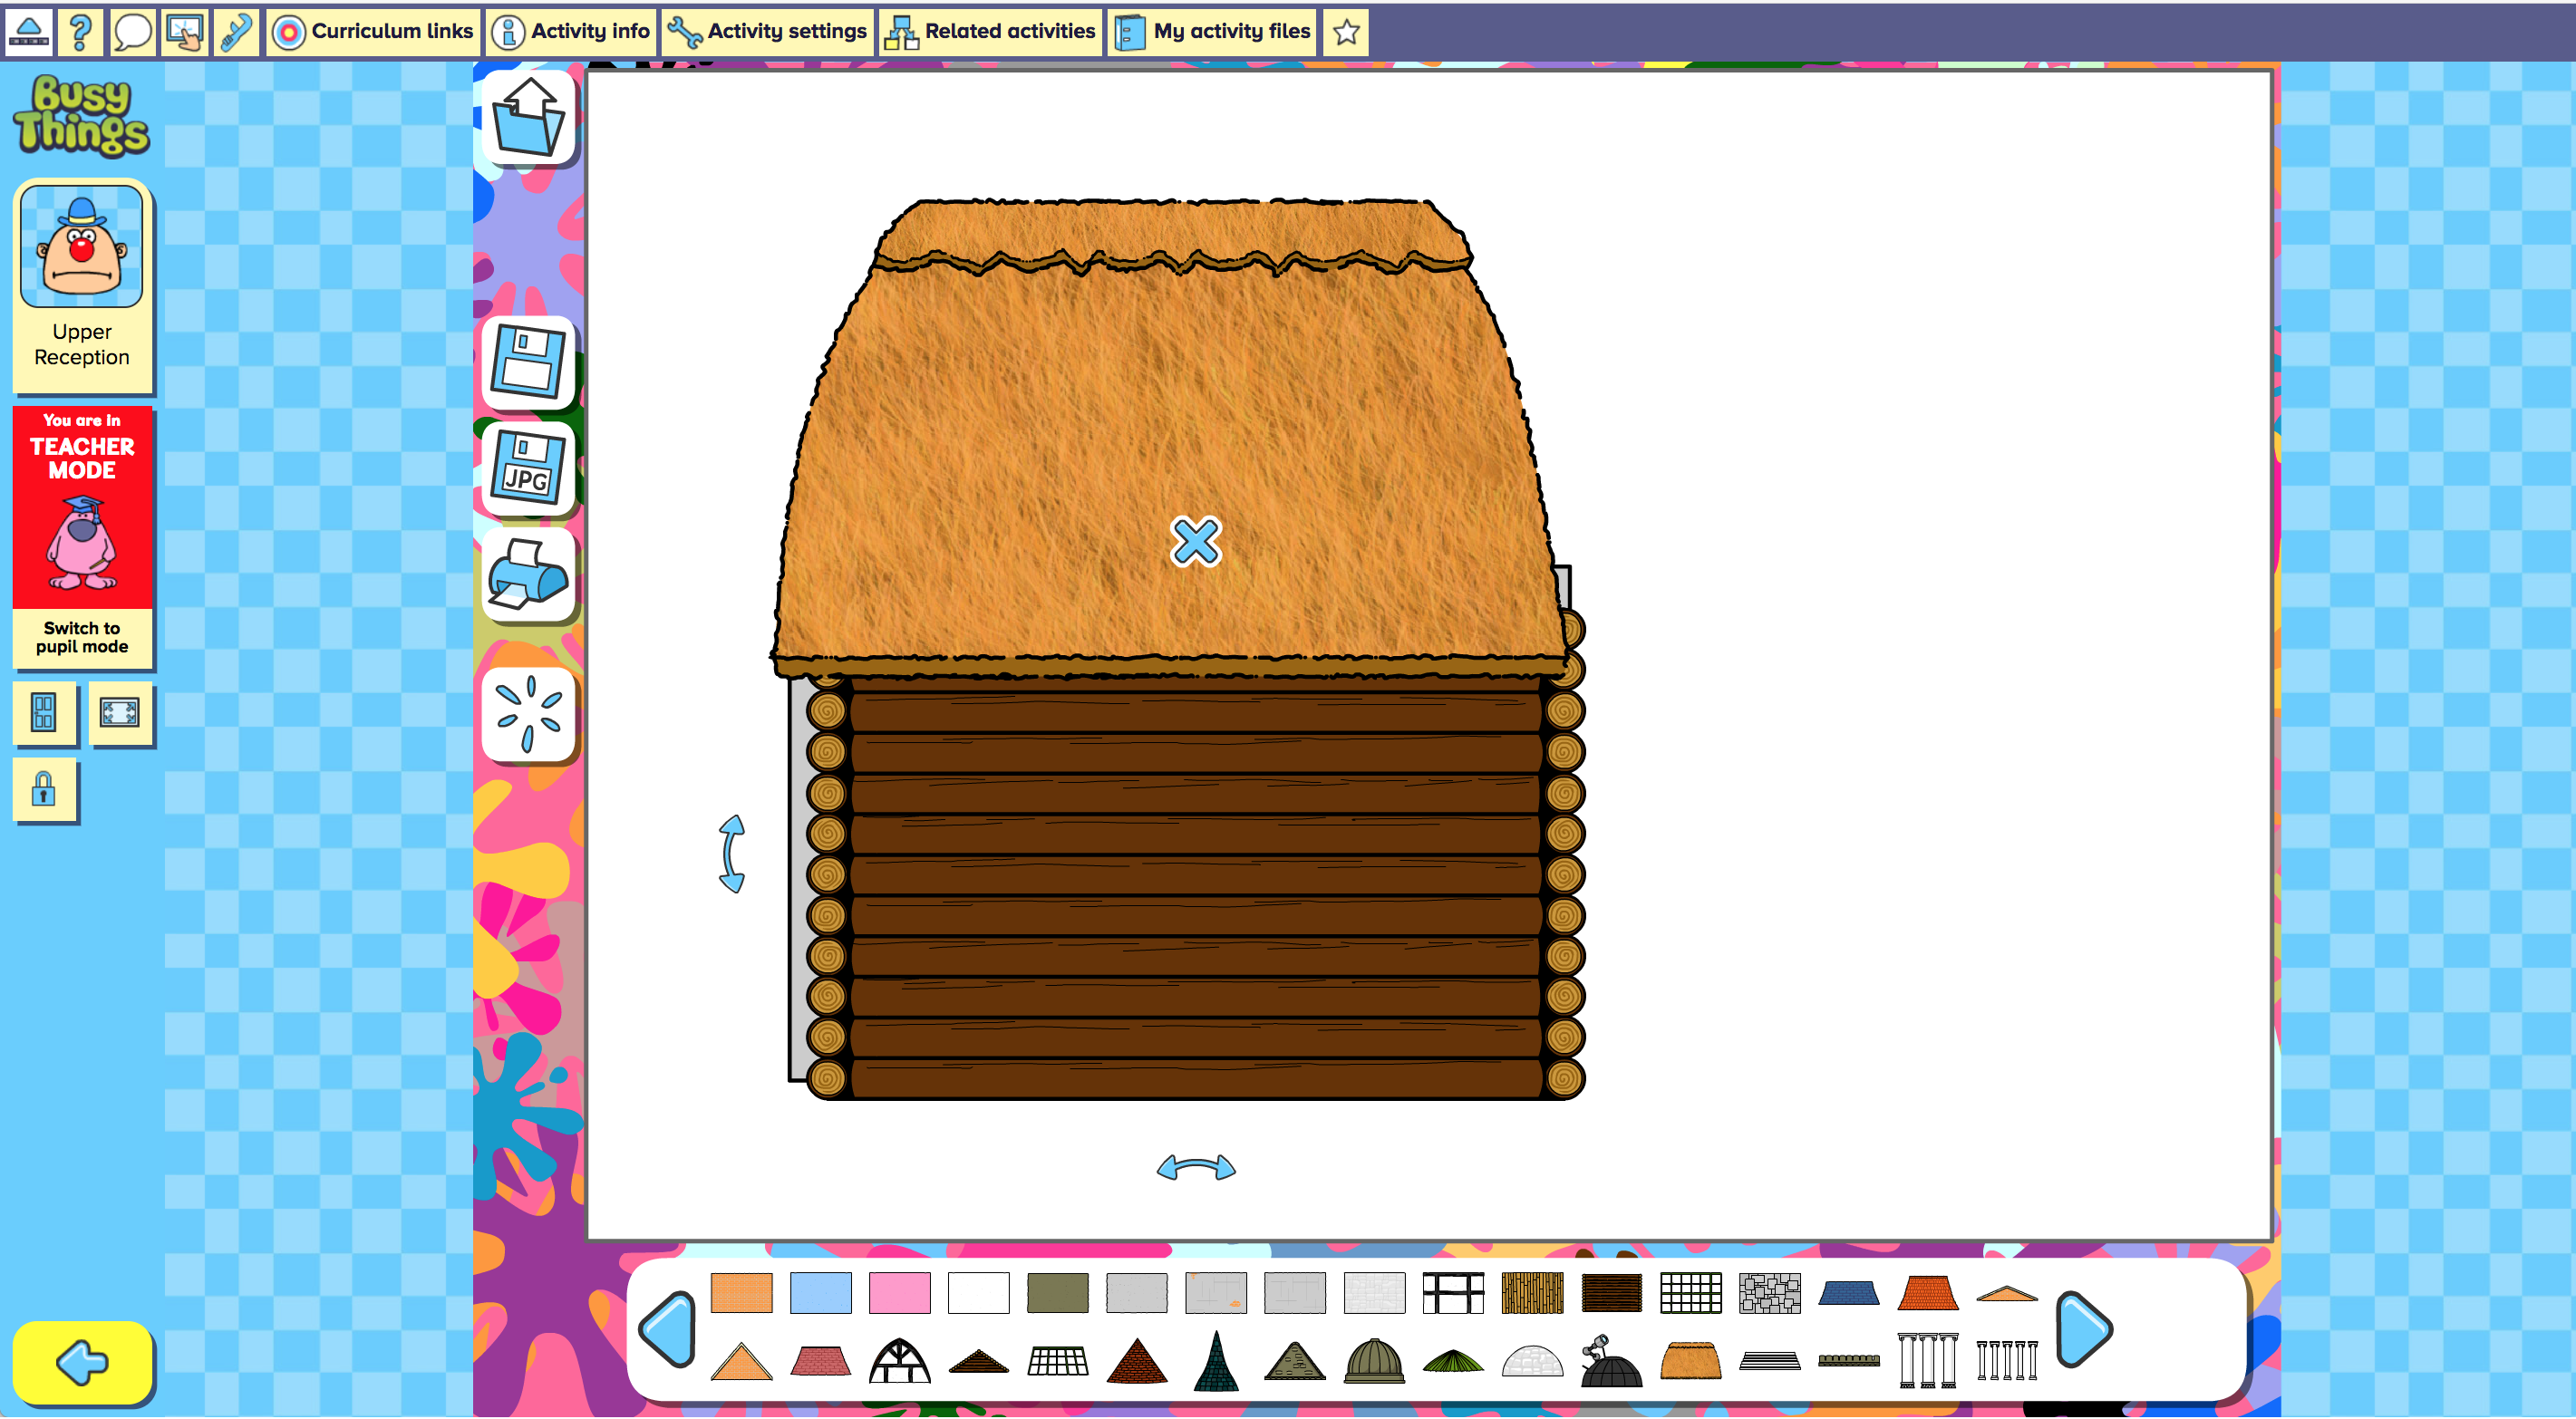 Curriculum links
Activity info
Activity settings
Related activities
My activity files
Busy
Things
Upper
Reception
You are in
TEACHER
MODE
Switch to
pupil mode
JPG